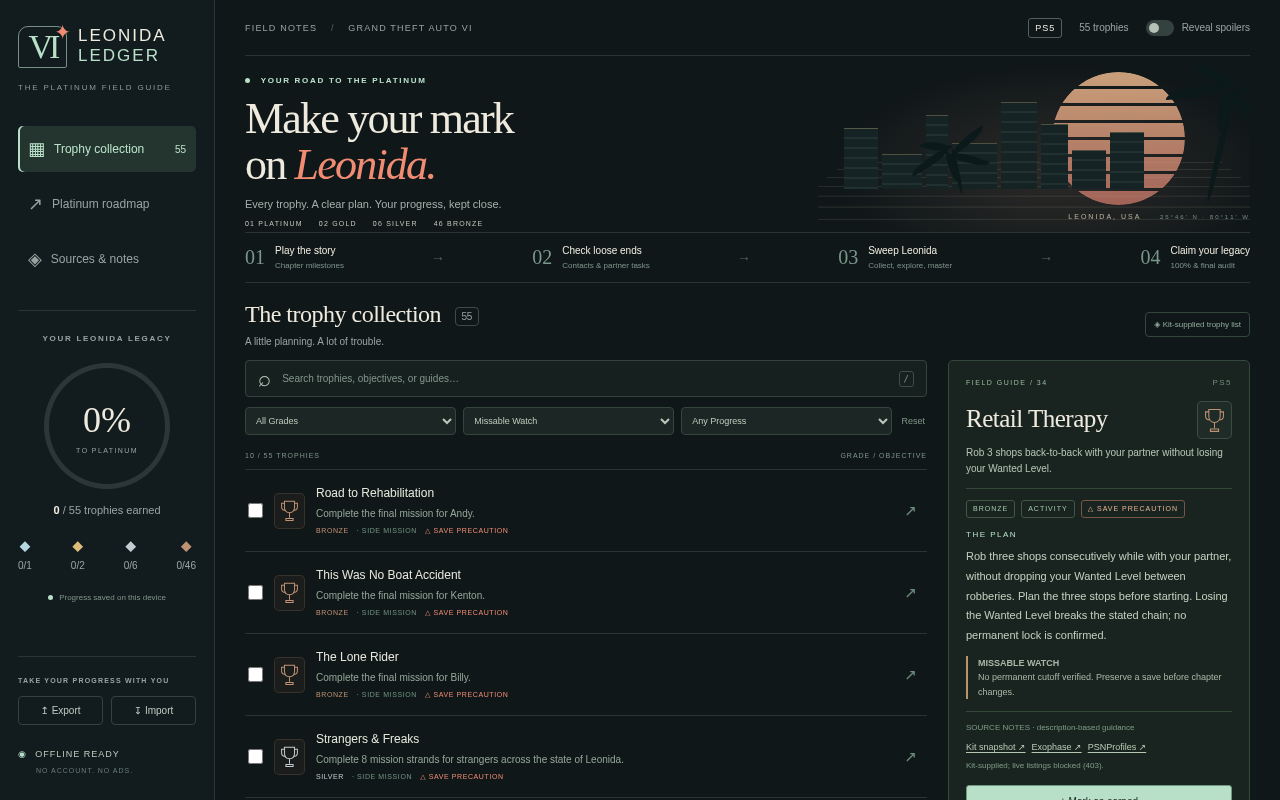 VI
LEONIDA
LEDGER
THE PLATINUM FIELD GUIDE
Trophy collection 55
Platinum roadmap
Sources & notes
YOUR LEONIDA LEGACY
0%
TO PLATINUM
0 / 55 trophies earned
0/1 0/2 0/6 0/46
Progress saved on this device
TAKE YOUR PROGRESS WITH YOU
↥ Export ↧ Import
OFFLINE READY
NO ACCOUNT. NO ADS.
FIELD NOTES / GRAND THEFT AUTO VI
PS5 55 trophies Reveal spoilers
YOUR ROAD TO THE PLATINUM
Make your mark
on Leonida.
Every trophy. A clear plan. Your progress, kept close.
01 PLATINUM 02 GOLD 06 SILVER 46 BRONZE
LEONIDA, USA 25°46' N 80°11' W
01 Play the story → 02 Check loose ends → 03 Sweep Leonida → 04 Claim your legacy
Chapter milestones Contacts & partner tasks Collect, explore, master 100% & final audit
The trophy collection 55
A little planning. A lot of trouble.
◈ Kit-supplied trophy list
Search trophies, objectives, or guides… /
All Grades Missable Watch Any Progress Reset
10 / 55 TROPHIES GRADE / OBJECTIVE
Road to Rehabilitation
Complete the final mission for Andy.
BRONZE · SIDE MISSION △ SAVE PRECAUTION
This Was No Boat Accident
Complete the final mission for Kenton.
BRONZE · SIDE MISSION △ SAVE PRECAUTION
The Lone Rider
Complete the final mission for Billy.
BRONZE · SIDE MISSION △ SAVE PRECAUTION
Strangers & Freaks
Complete 8 mission strands for strangers across the state of Leonida.
SILVER · SIDE MISSION △ SAVE PRECAUTION
FIELD GUIDE / 34 PS5
Retail Therapy
Rob 3 shops back-to-back with your partner without losing
your Wanted Level.
BRONZE ACTIVITY △ SAVE PRECAUTION
THE PLAN
Rob three shops consecutively while with your partner,
without dropping your Wanted Level between
robberies. Plan the three stops before starting. Losing
the Wanted Level breaks the stated chain; no
permanent lock is confirmed.
MISSABLE WATCH
No permanent cutoff verified. Preserve a save before chapter
changes.
SOURCE NOTES · description-based guidance
Kit snapshot ↗ Exophase ↗ PSNProfiles ↗
Kit-supplied; live listings blocked (403).